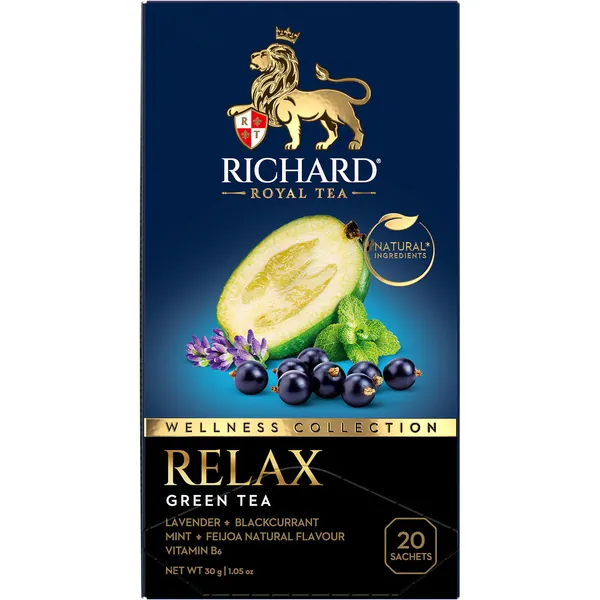 R T
RICHARD®
ROYAL TEA
NATURAL*
INGREDIENTS
WELLNESS COLLECTION
RELAX
GREEN TEA
LAVENDER + BLACKCURRANT
MINT + FEIJOA NATURAL FLAVOUR
VITAMIN B6
NET WT 30 g | 1.05 oz
20
SACHETS